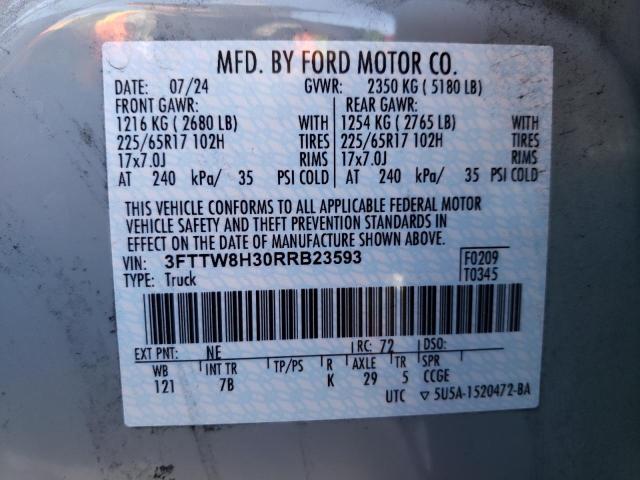 MFD. BY FORD MOTOR CO.
DATE: 07/24 GVWR: 2350 KG ( 5180 LB)
FRONT GAWR: REAR GAWR:
1216 KG ( 2680 LB) WITH 1254 KG ( 2765 LB) WITH
225/65R17 102H TIRES 225/65R17 102H TIRES
17x7.0J RIMS 17x7.0J RIMS
AT 240 kPa/ 35 PSI COLD AT 240 kPa/ 35 PSI COLD
THIS VEHICLE CONFORMS TO ALL APPLICABLE FEDERAL MOTOR
VEHICLE SAFETY AND THEFT PREVENTION STANDARDS IN
EFFECT ON THE DATE OF MANUFACTURE SHOWN ABOVE.
VIN: 3FTTW8H30RRB23593 F0209
TYPE: Truck T0345
EXT PNT: NE RC: 72 DSO:
WB INT TR TP/PS R AXLE TR SPR
121 7B K 29 5 CCGE
UTC ▽ 5U5A-1520472-BA